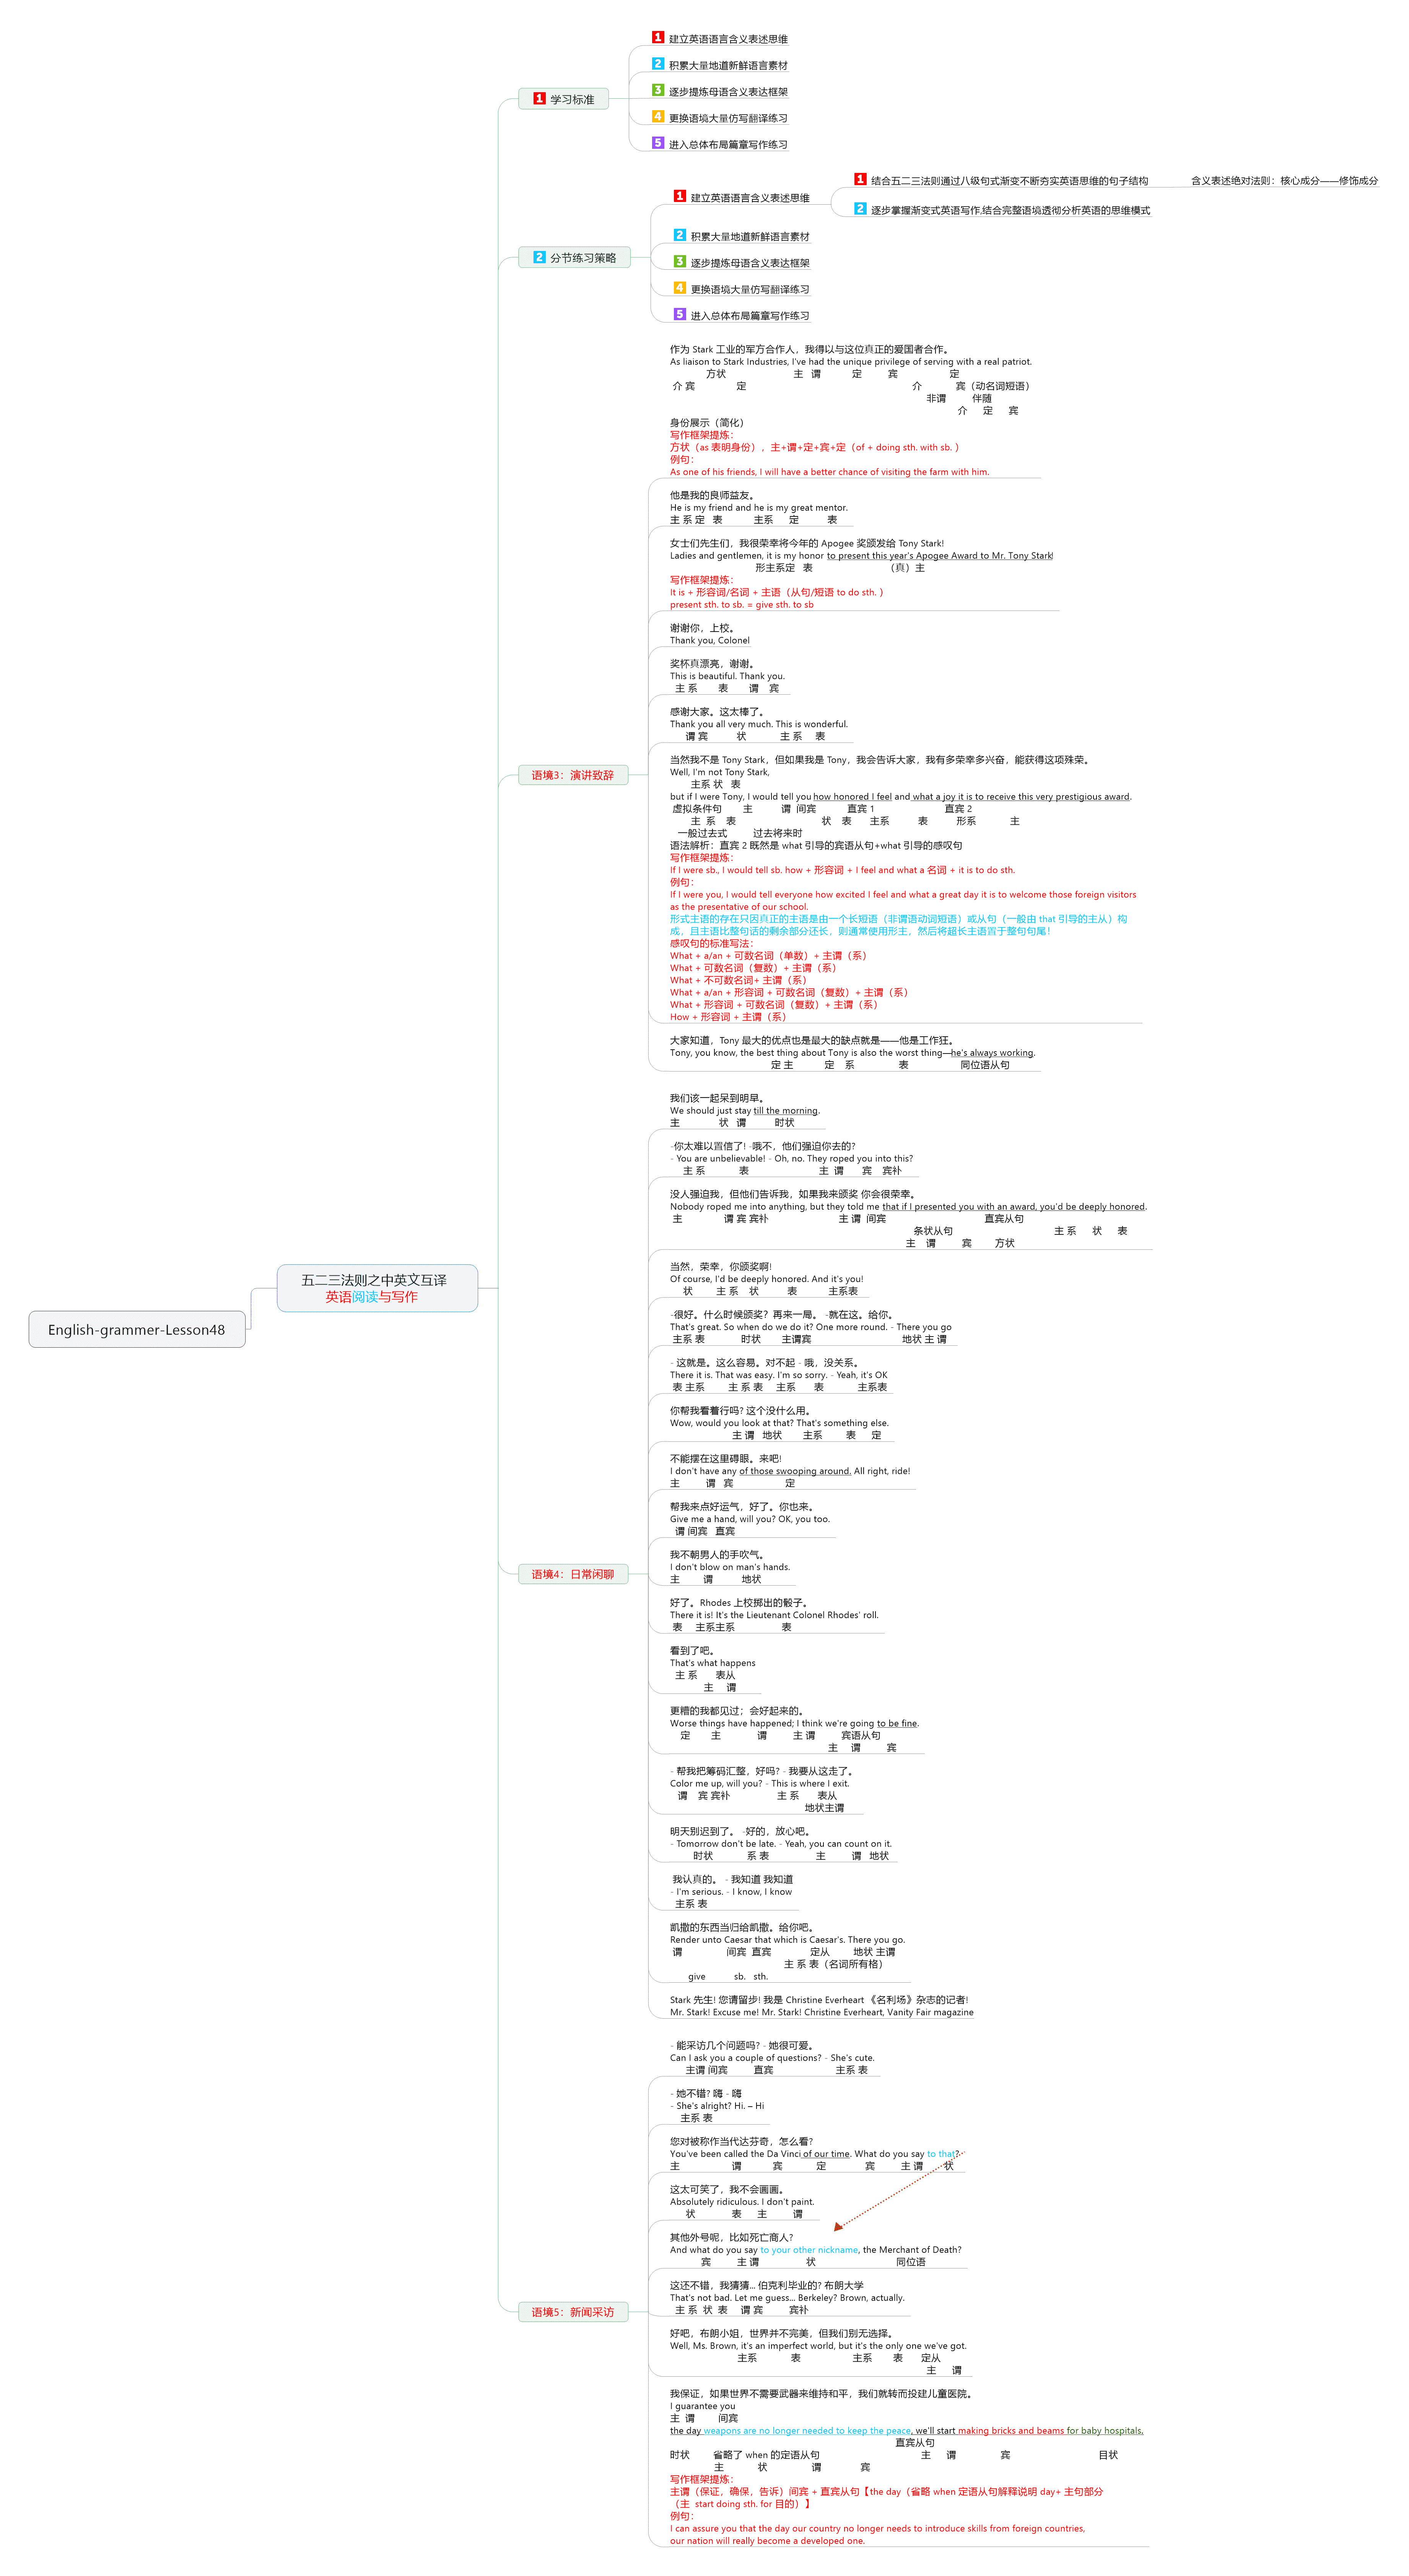 English-grammer-Lesson48
五二三法则之中英文互译
英语阅读与写作
1 学习标准
1 建立英语语言含义表述思维
2 积累大量地道新鲜语言素材
3 逐步提炼母语含义表达框架
4 更换语境大量仿写翻译练习
5 进入总体布局篇章写作练习
2 分节练习策略
1 建立英语语言含义表述思维
1 结合五二三法则通过八级句式渐变不断夯实英语思维的句子结构
含义表述绝对法则：核心成分——修饰成分
2 逐步掌握渐变式英语写作,结合完整语境透彻分析英语的思维模式
2 积累大量地道新鲜语言素材
3 逐步提炼母语含义表达框架
4 更换语境大量仿写翻译练习
5 进入总体布局篇章写作练习
语境3：演讲致辞
作为 Stark 工业的军方合作人，我得以与这位真正的爱国者合作。
As liaison to Stark Industries, I've had the unique privilege of serving with a real patriot.
方状 主 谓 定 宾 定
介 宾 定 介 宾（动名词短语）
非谓 伴随
介 定 宾
身份展示（简化）
写作框架提炼：
方状（as 表明身份），主+谓+定+宾+定（of + doing sth. with sb. ）
例句：
As one of his friends, I will have a better chance of visiting the farm with him.
他是我的良师益友。
He is my friend and he is my great mentor.
主 系 定 表 主系 定 表
女士们先生们，我很荣幸将今年的 Apogee 奖颁发给 Tony Stark!
Ladies and gentlemen, it is my honor to present this year's Apogee Award to Mr. Tony Stark!
形主系定 表 （真）主
写作框架提炼：
It is + 形容词/名词 + 主语（从句/短语 to do sth. ）
present sth. to sb. = give sth. to sb
谢谢你，上校。
Thank you, Colonel
奖杯真漂亮，谢谢。
This is beautiful. Thank you.
主 系 表 谓 宾
感谢大家。这太棒了。
Thank you all very much. This is wonderful.
谓 宾 状 主 系 表
当然我不是 Tony Stark，但如果我是 Tony，我会告诉大家，我有多荣幸多兴奋，能获得这项殊荣。
Well, I'm not Tony Stark,
主系 状 表
but if I were Tony, I would tell you how honored I feel and what a joy it is to receive this very prestigious award.
虚拟条件句 主 谓 间宾 直宾 1 直宾 2
主 系 表 状 表 主系 表 形系 主
一般过去式 过去将来时
语法解析：直宾 2 既然是 what 引导的宾语从句+what 引导的感叹句
写作框架提炼：
If I were sb., I would tell sb. how + 形容词 + I feel and what a 名词 + it is to do sth.
例句：
If I were you, I would tell everyone how excited I feel and what a great day it is to welcome those foreign visitors
as the presentative of our school.
形式主语的存在只因真正的主语是由一个长短语（非谓语动词短语）或从句（一般由 that 引导的主从）构
成，且主语比整句话的剩余部分还长，则通常使用形主，然后将超长主语置于整句句尾！
感叹句的标准写法：
What + a/an + 可数名词（单数）+ 主谓（系）
What + 可数名词（复数）+ 主谓（系）
What + 不可数名词+ 主谓（系）
What + a/an + 形容词 + 可数名词（复数）+ 主谓（系）
What + 形容词 + 可数名词（复数）+ 主谓（系）
How + 形容词 + 主谓（系）
大家知道，Tony 最大的优点也是最大的缺点就是——他是工作狂。
Tony, you know, the best thing about Tony is also the worst thing—he's always working.
定 主 定 系 表 同位语从句
语境4：日常闲聊
我们该一起呆到明早。
We should just stay till the morning.
主 状 谓 时状
-你太难以置信了! -哦不，他们强迫你去的?
- You are unbelievable! - Oh, no. They roped you into this?
主 系 表 主 谓 宾 宾补
没人强迫我，但他们告诉我，如果我来颁奖 你会很荣幸。
Nobody roped me into anything, but they told me that if I presented you with an award, you'd be deeply honored.
主 谓 宾 宾补 主 谓 间宾 直宾从句
条状从句 主 系 状 表
主 谓 宾 方状
当然，荣幸，你颁奖啊!
Of course, I'd be deeply honored. And it's you!
状 主 系 状 表 主系表
-很好。什么时候颁奖？再来一局。 -就在这。给你。
That's great. So when do we do it? One more round. - There you go
主系 表 时状 主谓宾 地状 主 谓
- 这就是。这么容易。对不起 - 哦，没关系。
There it is. That was easy. I'm so sorry. - Yeah, it's OK
表 主系 主 系 表 主系 表 主系表
你帮我看着行吗? 这个没什么用。
Wow, would you look at that? That's something else.
主 谓 地状 主系 表 定
不能摆在这里碍眼。来吧!
I don't have any of those swooping around. All right, ride!
主 谓 宾 定
帮我来点好运气，好了。你也来。
Give me a hand, will you? OK, you too.
谓 间宾 直宾
我不朝男人的手吹气。
I don't blow on man's hands.
主 谓 地状
好了。Rhodes 上校掷出的骰子。
There it is! It's the Lieutenant Colonel Rhodes' roll.
表 主系主系 表
看到了吧。
That's what happens
主 系 表从
主 谓
更糟的我都见过；会好起来的。
Worse things have happened; I think we're going to be fine.
定 主 谓 主 谓 宾语从句
主 谓 宾
- 帮我把筹码汇整，好吗? - 我要从这走了。
Color me up, will you? - This is where I exit.
谓 宾 宾补 主 系 表从
地状主谓
明天别迟到了。 -好的，放心吧。
- Tomorrow don't be late. - Yeah, you can count on it.
时状 系 表 主 谓 地状
我认真的。 - 我知道 我知道
- I'm serious. - I know, I know
主系 表
凯撒的东西当归给凯撒。给你吧。
Render unto Caesar that which is Caesar's. There you go.
谓 间宾 直宾 定从 地状 主谓
主 系 表（名词所有格）
give sb. sth.
Stark 先生! 您请留步! 我是 Christine Everheart 《名利场》杂志的记者!
Mr. Stark! Excuse me! Mr. Stark! Christine Everheart, Vanity Fair magazine
语境5：新闻采访
- 能采访几个问题吗? - 她很可爱。
Can I ask you a couple of questions? - She's cute.
主谓 间宾 直宾 主系 表
- 她不错? 嗨 - 嗨
- She's alright? Hi. – Hi
主系 表
您对被称作当代达芬奇，怎么看?
You've been called the Da Vinci of our time. What do you say to that?
主 谓 宾 定 宾 主 谓 状
这太可笑了，我不会画画。
Absolutely ridiculous. I don't paint.
状 表 主 谓
其他外号呢，比如死亡商人?
And what do you say to your other nickname, the Merchant of Death?
宾 主 谓 状 同位语
这还不错，我猜猜... 伯克利毕业的? 布朗大学
That's not bad. Let me guess... Berkeley? Brown, actually.
主 系 状 表 谓 宾 宾补
好吧，布朗小姐，世界并不完美，但我们别无选择。
Well, Ms. Brown, it's an imperfect world, but it's the only one we've got.
主系 表 主系 表 定从
主 谓
我保证，如果世界不需要武器来维持和平，我们就转而投建儿童医院。
I guarantee you
主 谓 间宾
the day weapons are no longer needed to keep the peace, we'll start making bricks and beams for baby hospitals.
直宾从句
时状 省略了 when 的定语从句 主 谓 宾 目状
主 状 谓 宾
写作框架提炼：
主谓（保证，确保，告诉）间宾 + 直宾从句【the day（省略 when 定语从句解释说明 day+ 主句部分
（主 start doing sth. for 目的）】
例句：
I can assure you that the day our country no longer needs to introduce skills from foreign countries,
our nation will really become a developed one.